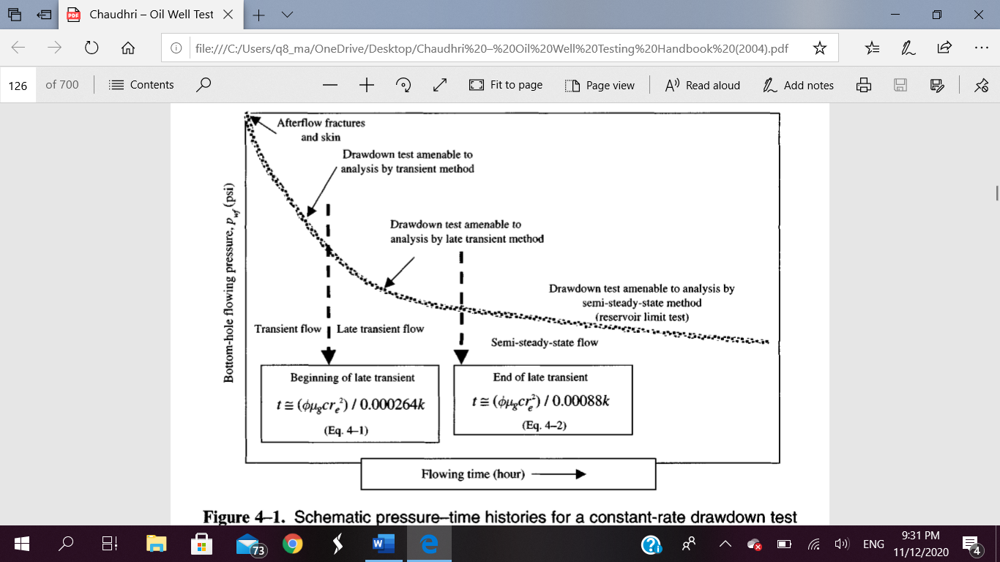 Chaudhri – Oil Well Test
file:///C:/Users/q8_ma/OneDrive/Desktop/Chaudhri%20–%20Oil%20Well%20Testing%20Handbook%20(2004).pdf
126 of 700 Contents Fit to page Page view Read aloud Add notes
Afterflow fractures
and skin
Drawdown test amenable to
analysis by transient method
Bottom-hole flowing pressure, p_wf (psi)
Drawdown test amenable to
analysis by late transient method
Drawdown test amenable to analysis by
semi-steady-state method
(reservoir limit test)
Transient flow
Late transient flow
Semi-steady-state flow
Beginning of late transient
t ≅ (ϕμ_g c r_e²) / 0.000264k
(Eq. 4–1)
End of late transient
t ≅ (ϕμ_g c r_e²) / 0.00088k
(Eq. 4–2)
Flowing time (hour)
Figure 4–1. Schematic pressure–time histories for a constant-rate drawdown test
73
ENG
9:31 PM
11/12/2020
4